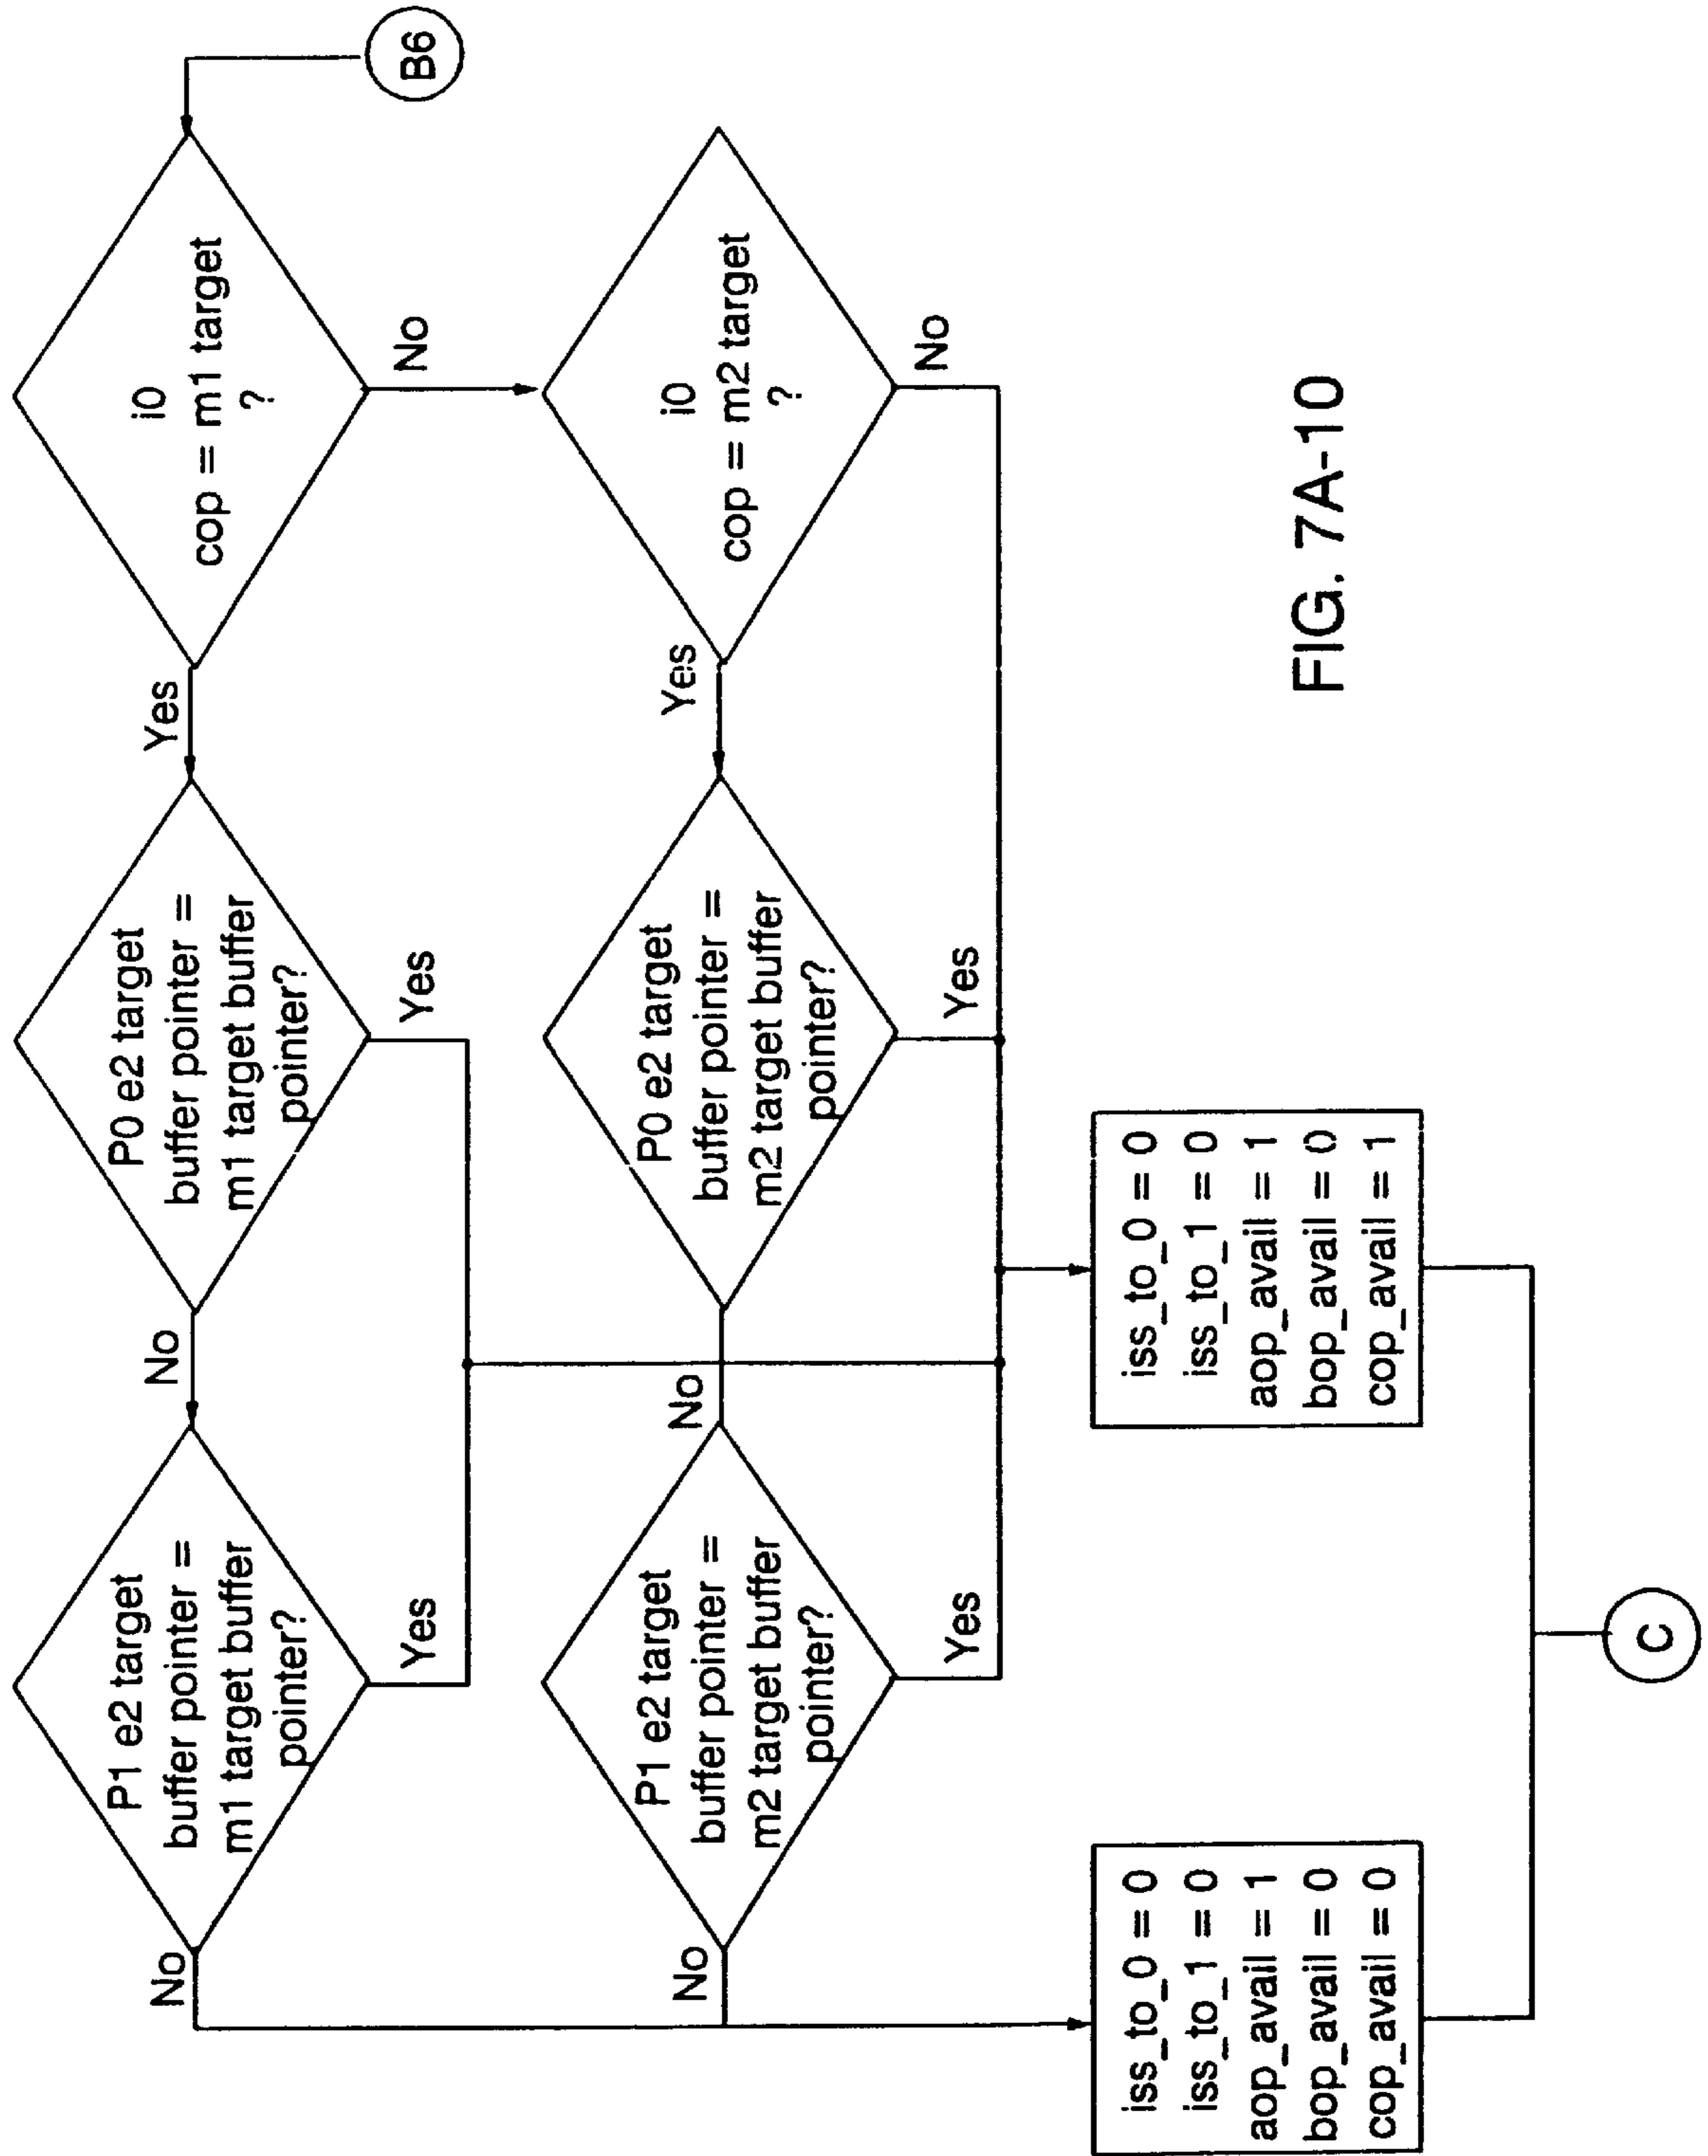 B6
i0
cop = m1 target
?
Yes
No
P0 e2 target
buffer pointer =
m1 target buffer
pointer?
No
Yes
P1 e2 target
buffer pointer =
m1 target buffer
pointer?
No
Yes
i0
cop = m2 target
?
Yes
No
P0 e2 target
buffer pointer =
m2 target buffer
pointer?
No
Yes
P1 e2 target
buffer pointer =
m2 target buffer
pointer?
No
Yes
iss_to_0 = 0
iss_to_1 = 0
aop_avail = 1
bop_avail = 0
cop_avail = 1
iss_to_0 = 0
iss_to_1 = 0
aop_avail = 1
bop_avail = 0
cop_avail = 0
C
FIG. 7A-10